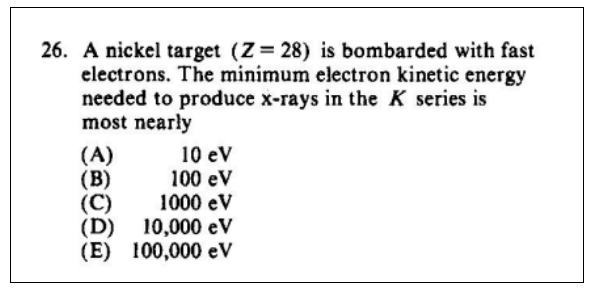 26. A nickel target (Z = 28) is bombarded with fast
electrons. The minimum electron kinetic energy
needed to produce x-rays in the K series is
most nearly
(A) 10 eV
(B) 100 eV
(C) 1000 eV
(D) 10,000 eV
(E) 100,000 eV